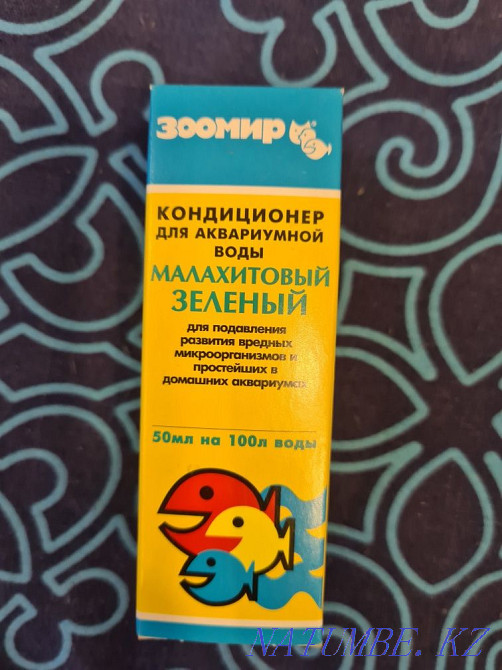 ЗООМИР
КОНДИЦИОНЕР
ДЛЯ АКВАРИУМНОЙ
ВОДЫ
МАЛАХИТОВЫЙ
ЗЕЛЕНЫЙ
для подавления
развития вредных
микроорганизмов и
простейших в
домашних аквариумах
50мл на 100л воды
NATUMBE.KZ